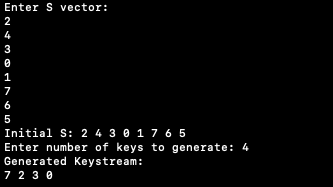 Enter S vector:
2
4
3
0
1
7
6
5
Initial S: 2 4 3 0 1 7 6 5
Enter number of keys to generate: 4
Generated Keystream:
7 2 3 0